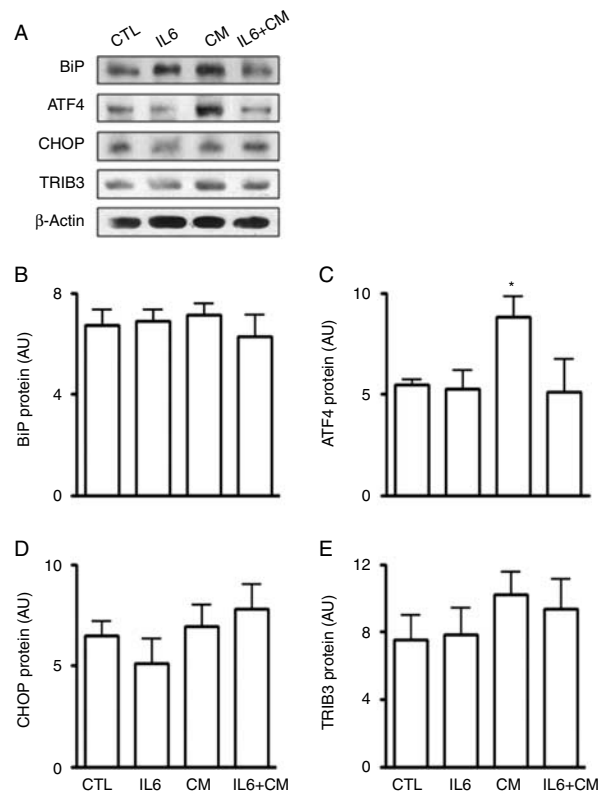 A
CTL IL6 CM IL6+CM
BiP
ATF4
CHOP
TRIB3
β-Actin
B
8
4
0
BiP protein (AU)
C
*
10
5
0
ATF4 protein (AU)
D
10
5
0
CHOP protein (AU)
CTL IL6 CM IL6+CM
E
12
8
4
0
TRIB3 protein (AU)
CTL IL6 CM IL6+CM